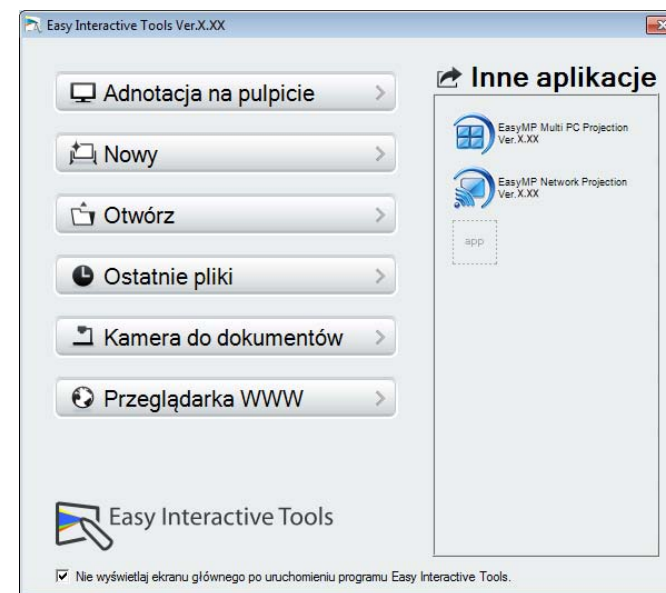 Easy Interactive Tools Ver.X.XX
Adnotacja na pulpicie
Nowy
Otwórz
Ostatnie pliki
Kamera do dokumentów
Przeglądarka WWW
Inne aplikacje
EasyMP Multi PC Projection
Ver.X.XX
EasyMP Network Projection
Ver.X.XX
app
Easy Interactive Tools
Nie wyświetlaj ekranu głównego po uruchomieniu programu Easy Interactive Tools.